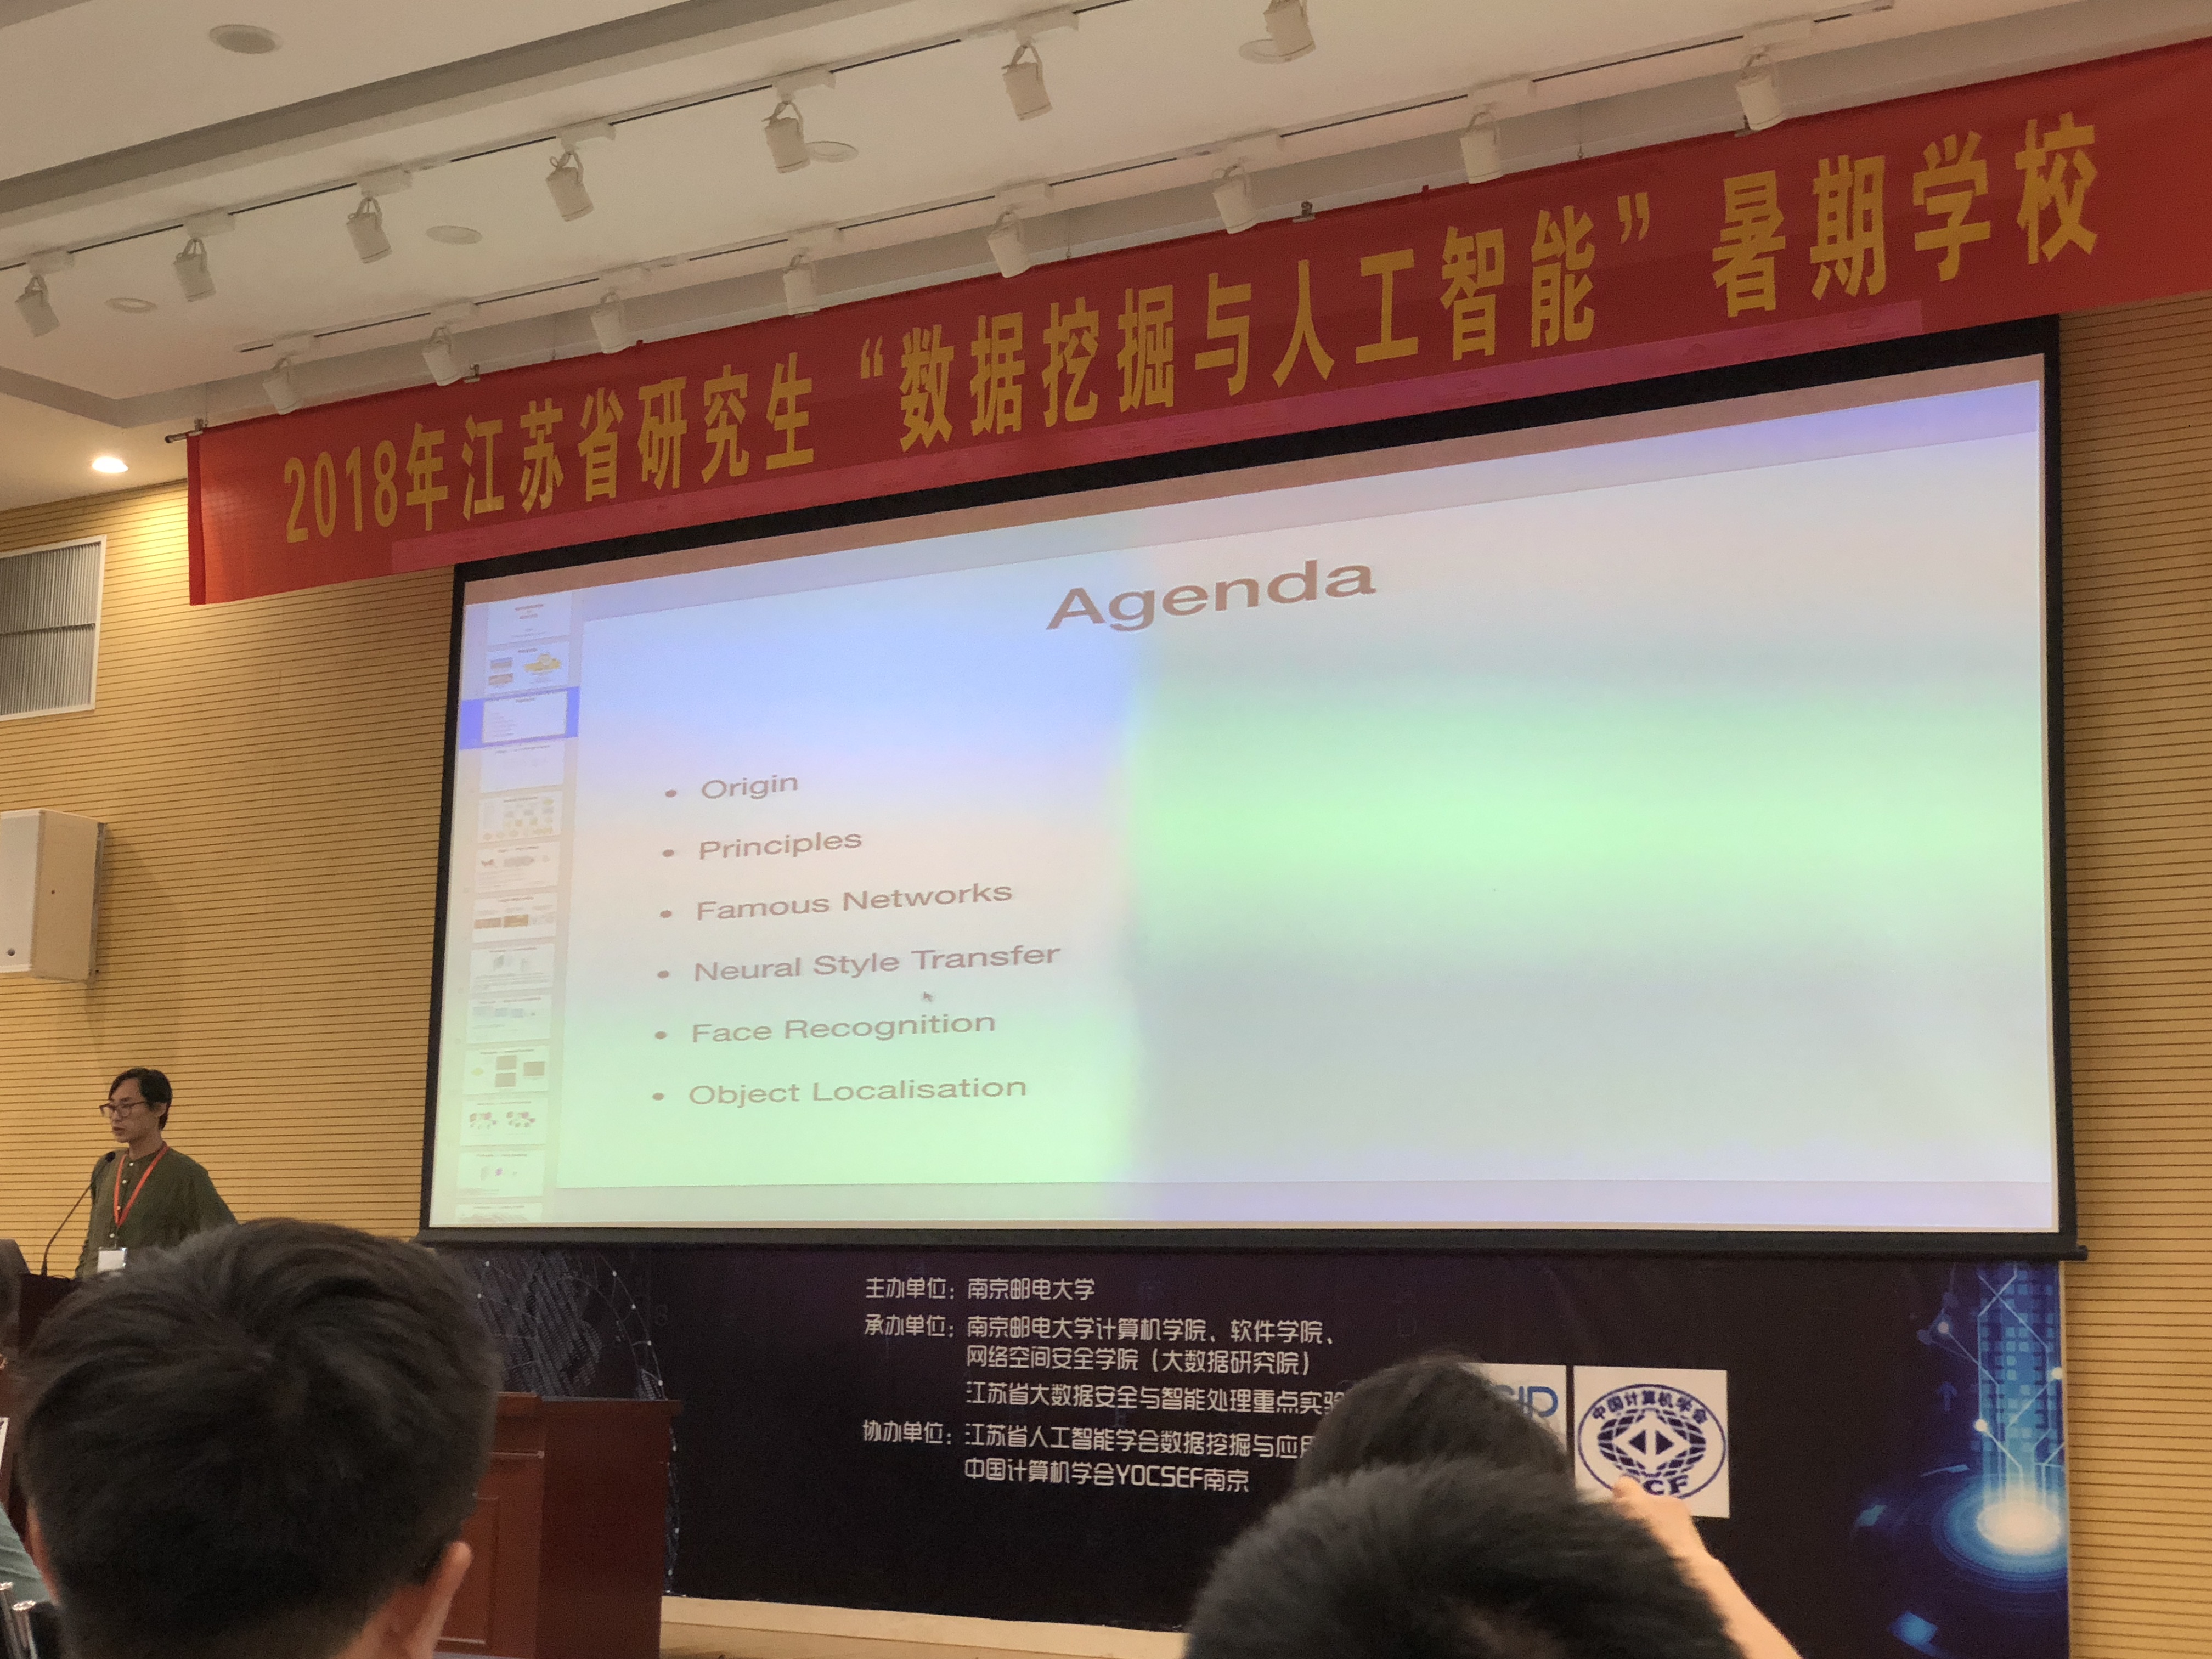 2018年江苏省研究生“数据挖掘与人工智能”暑期学校
Agenda
• Origin
• Principles
• Famous Networks
• Neural Style Transfer
• Face Recognition
• Object Localisation
主办单位：南京邮电大学
承办单位：南京邮电大学计算机学院、软件学院、
网络空间安全学院（大数据研究院）
江苏省大数据安全与智能处理重点实
协办单位：江苏省人工智能学会数据挖掘与应
中国计算机学会YOCSEF南京
中国计算机学会
CF